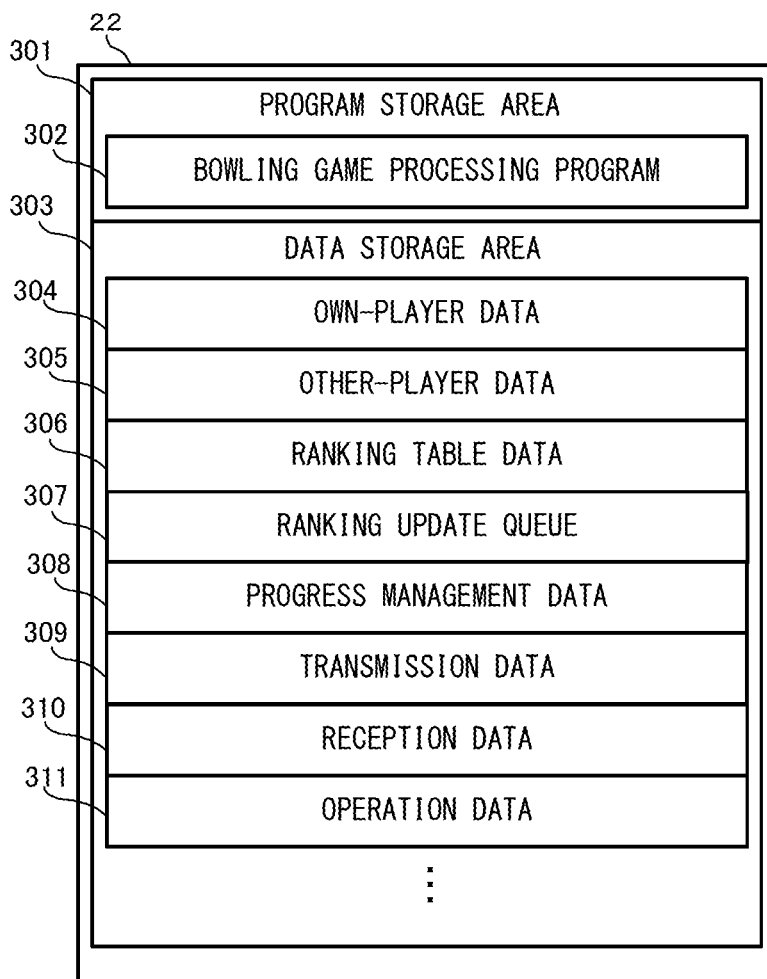 22
301
PROGRAM STORAGE AREA
302
BOWLING GAME PROCESSING PROGRAM
303
DATA STORAGE AREA
304
OWN-PLAYER DATA
305
OTHER-PLAYER DATA
306
RANKING TABLE DATA
307
RANKING UPDATE QUEUE
308
PROGRESS MANAGEMENT DATA
309
TRANSMISSION DATA
310
RECEPTION DATA
311
OPERATION DATA
⋮